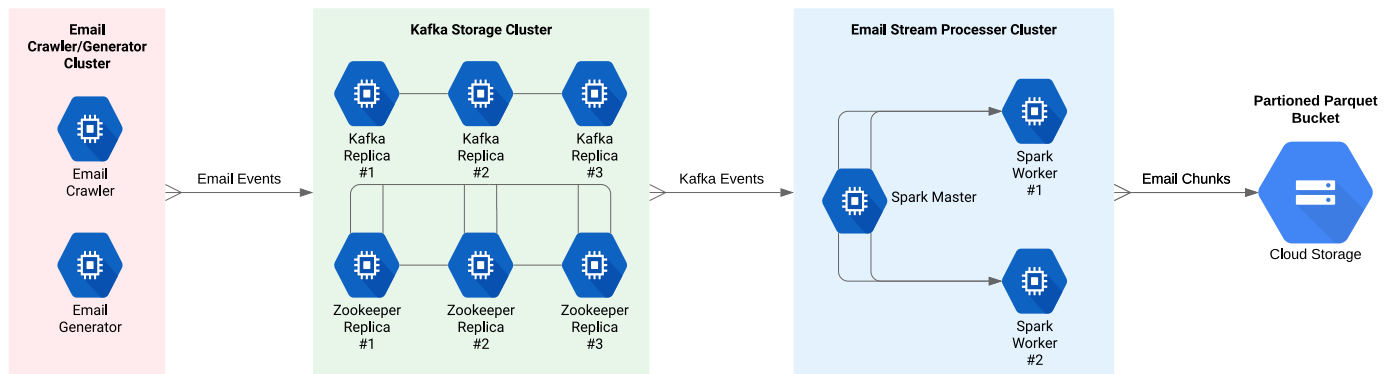 Email
Crawler/Generator
Cluster
Email
Crawler
Email
Generator
Email Events
Kafka Storage Cluster
Kafka
Replica
#1
Kafka
Replica
#2
Kafka
Replica
#3
Zookeeper
Replica
#1
Zookeeper
Replica
#2
Zookeeper
Replica
#3
Kafka Events
Email Stream Processer Cluster
Spark Master
Spark
Worker
#1
Spark
Worker
#2
Email Chunks
Partioned Parquet
Bucket
Cloud Storage